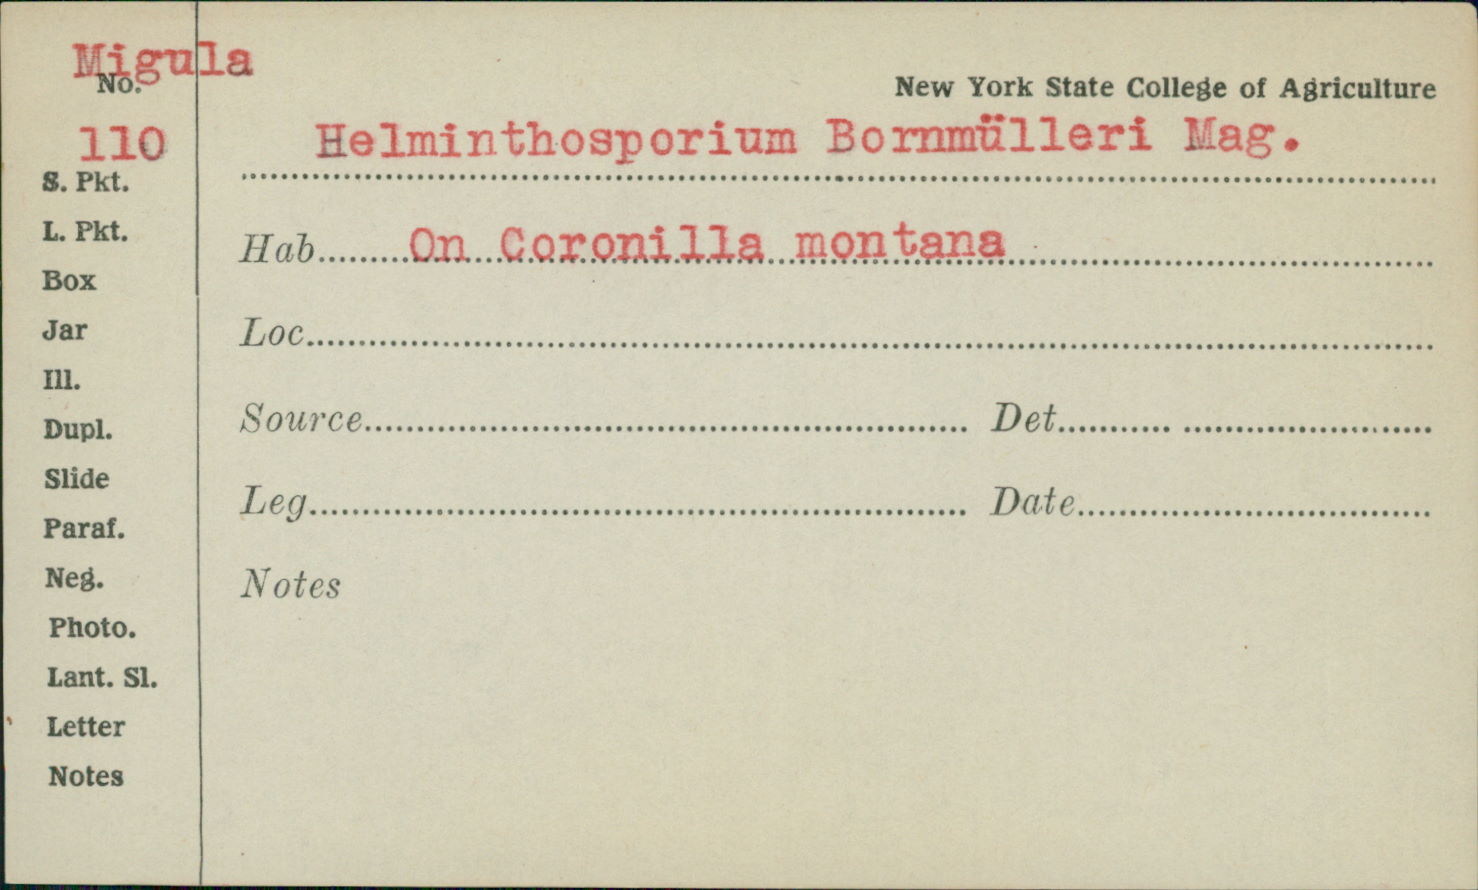 Migula
No.
New York State College of Agriculture
110
Helminthosporium Bornmülleri Mag.
S. Pkt.
L. Pkt.
Hab. On Coronilla montana
Box
Jar
Loc.
Ill.
Dupl.
Source Det.
Slide
Leg. Date
Paraf.
Neg.
Notes
Photo.
Lant. Sl.
Letter
Notes